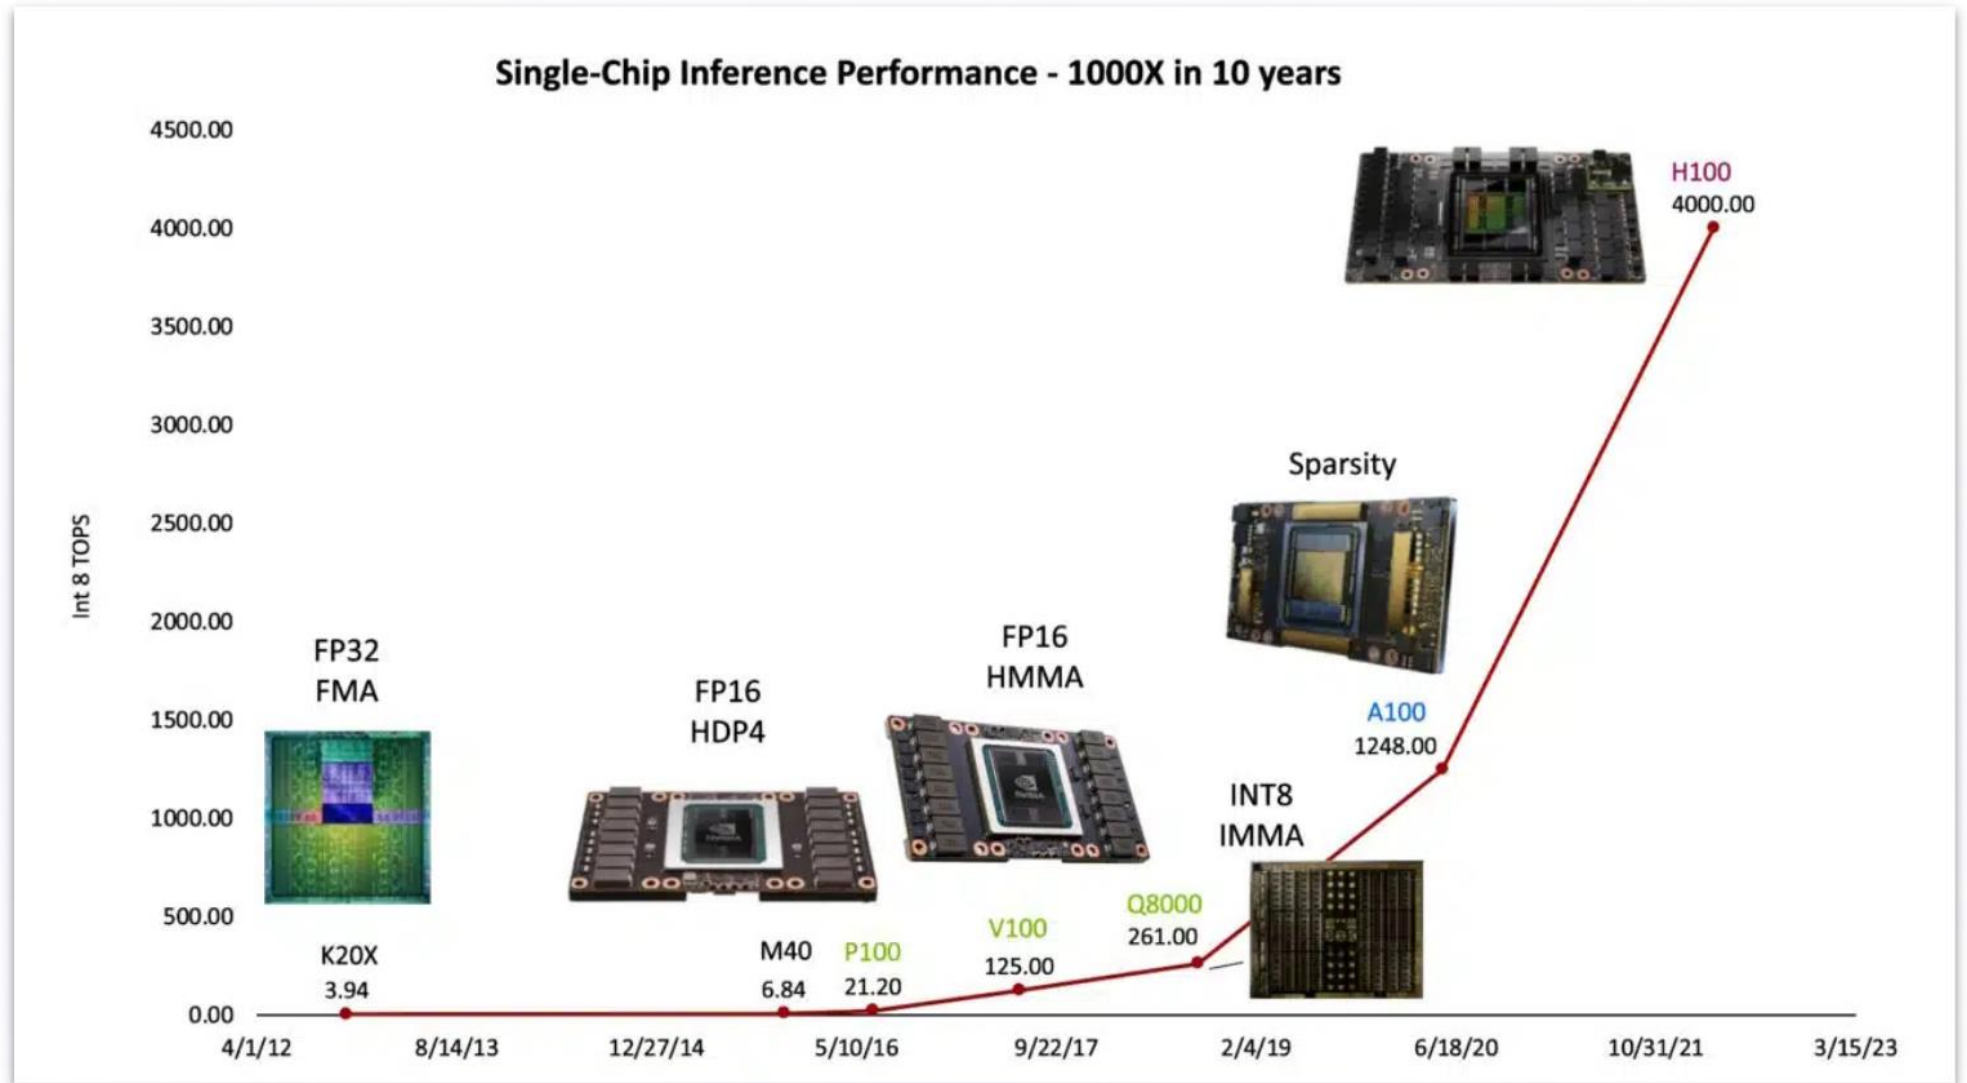 Single-Chip Inference Performance - 1000X in 10 years
4500.00
4000.00
3500.00
3000.00
2500.00
2000.00
1500.00
1000.00
500.00
0.00
Int 8 TOPS
4/1/12
8/14/13
12/27/14
5/10/16
9/22/17
2/4/19
6/18/20
10/31/21
3/15/23
FP32
FMA
K20X
3.94
FP16
HDP4
M40
6.84
P100
21.20
FP16
HMMA
V100
125.00
Q8000
261.00
INT8
IMMA
Sparsity
A100
1248.00
H100
4000.00